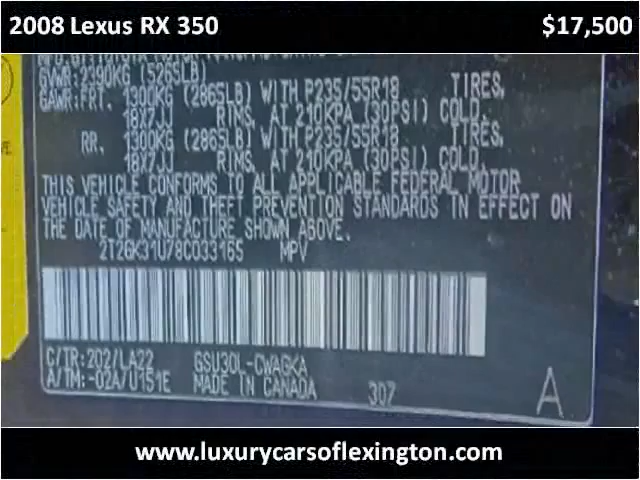 2008 Lexus RX 350 $17,500
GVWR:2390KG (5265LB)
GAWR:FRT. 1300KG (2865LB) WITH P235/55R18 TIRES,
18X7JJ RIMS, AT 210KPA (30PSI) COLD.
RR. 1300KG (2865LB) WITH P235/55R18 TIRES,
18X7JJ RIMS, AT 210KPA (30PSI) COLD.
THIS VEHICLE CONFORMS TO ALL APPLICABLE FEDERAL MOTOR
VEHICLE SAFETY AND THEFT PREVENTION STANDARDS IN EFFECT ON
THE DATE OF MANUFACTURE SHOWN ABOVE.
2T2GK31U78C033165 MPV
C/TR:202/LA22 GSU30L-CWAGKA
A/TM:-02A/U151E MADE IN CANADA 307 A
www.luxurycarsoflexington.com